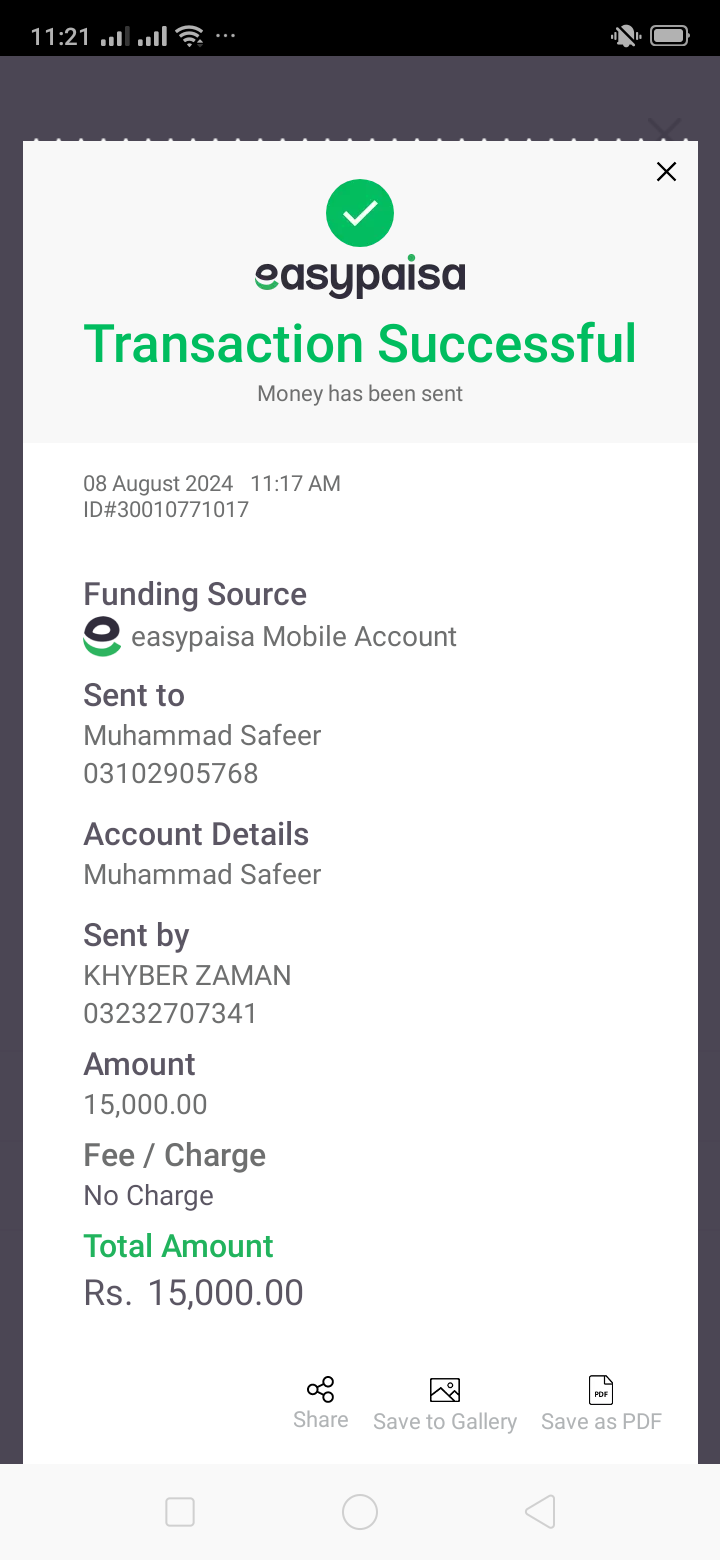 11:21
easypaisa
Transaction Successful
Money has been sent
08 August 2024 11:17 AM
ID#30010771017
Funding Source
easypaisa Mobile Account
Sent to
Muhammad Safeer
03102905768
Account Details
Muhammad Safeer
Sent by
KHYBER ZAMAN
03232707341
Amount
15,000.00
Fee / Charge
No Charge
Total Amount
Rs. 15,000.00
PDF
Share
Save to Gallery
Save as PDF